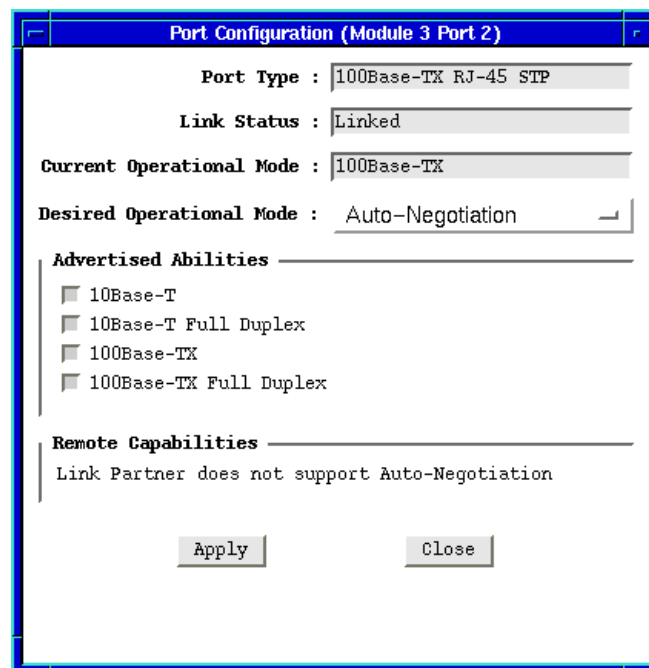 Port Configuration (Module 3 Port 2)
Port Type : 100Base-TX RJ-45 STP
Link Status : Linked
Current Operational Mode : 100Base-TX
Desired Operational Mode : Auto-Negotiation
Advertised Abilities
10Base-T
10Base-T Full Duplex
100Base-TX
100Base-TX Full Duplex
Remote Capabilities
Link Partner does not support Auto-Negotiation
Apply Close